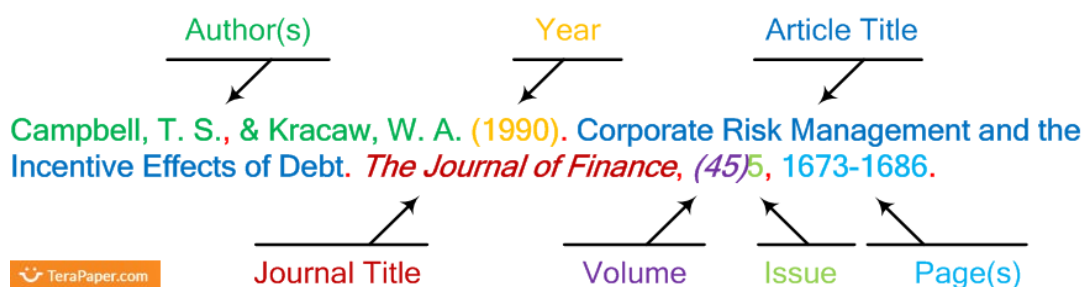 Author(s) Year Article Title
Campbell, T. S., & Kracaw, W. A. (1990). Corporate Risk Management and the
Incentive Effects of Debt. The Journal of Finance, (45)5, 1673-1686.
Journal Title Volume Issue Page(s)
TeraPaper.com